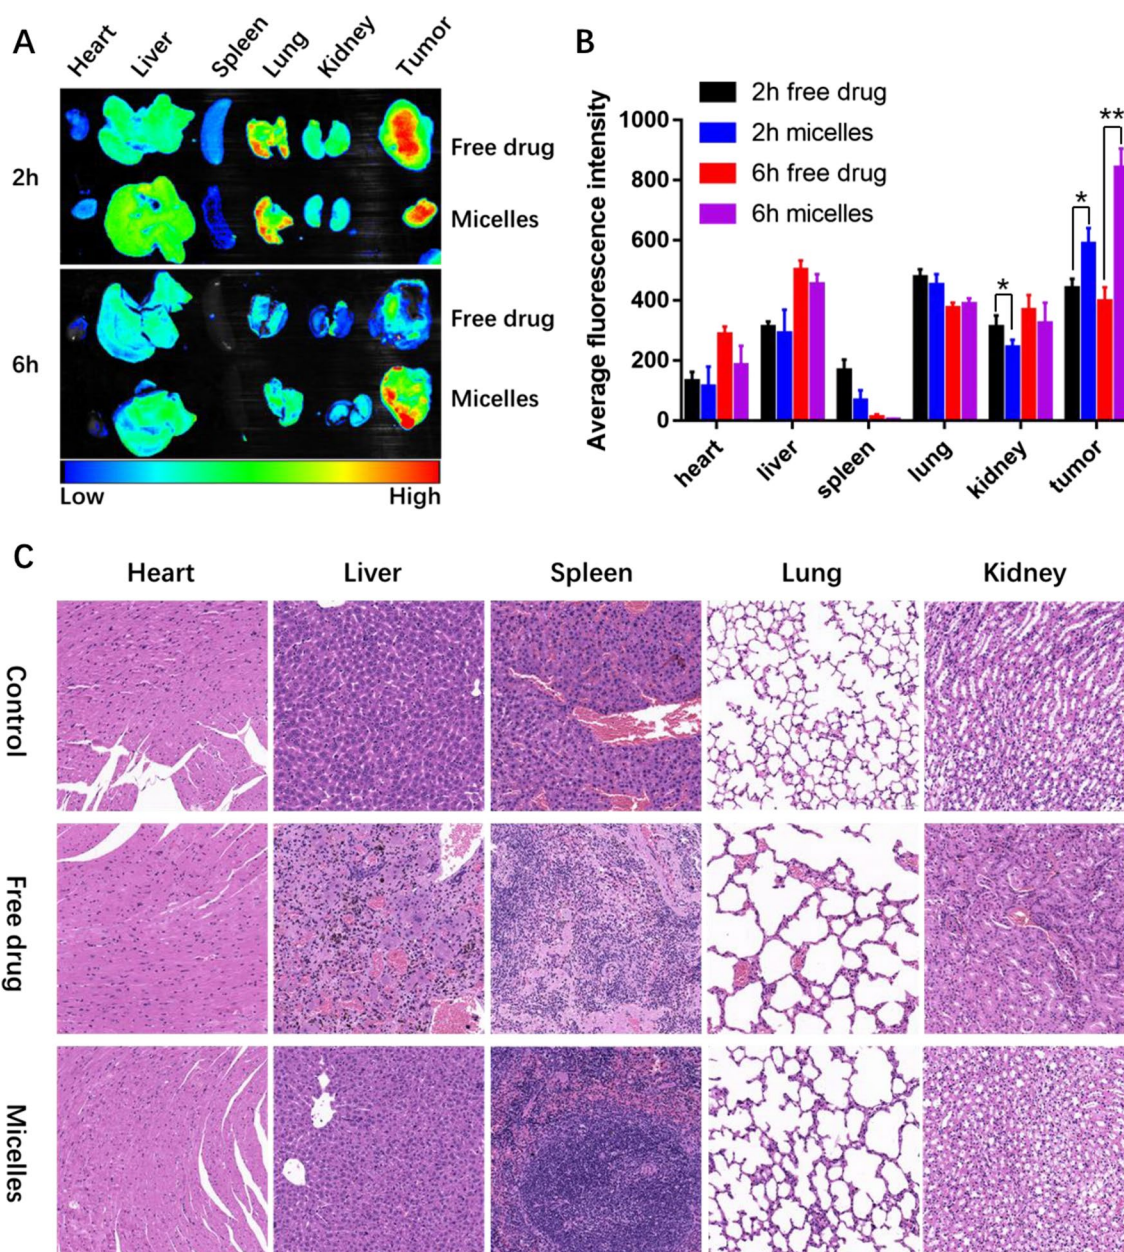 A
Heart
Liver
Spleen
Lung
Kidney
Tumor
2h
Free drug
Micelles
6h
Free drug
Micelles
Low
High
B
2h free drug
2h micelles
6h free drug
6h micelles
Average fluorescence intensity
1000
800
600
400
200
0
*
*
**
heart
liver
spleen
lung
kidney
tumor
C
Heart
Liver
Spleen
Lung
Kidney
Control
Free drug
Micelles